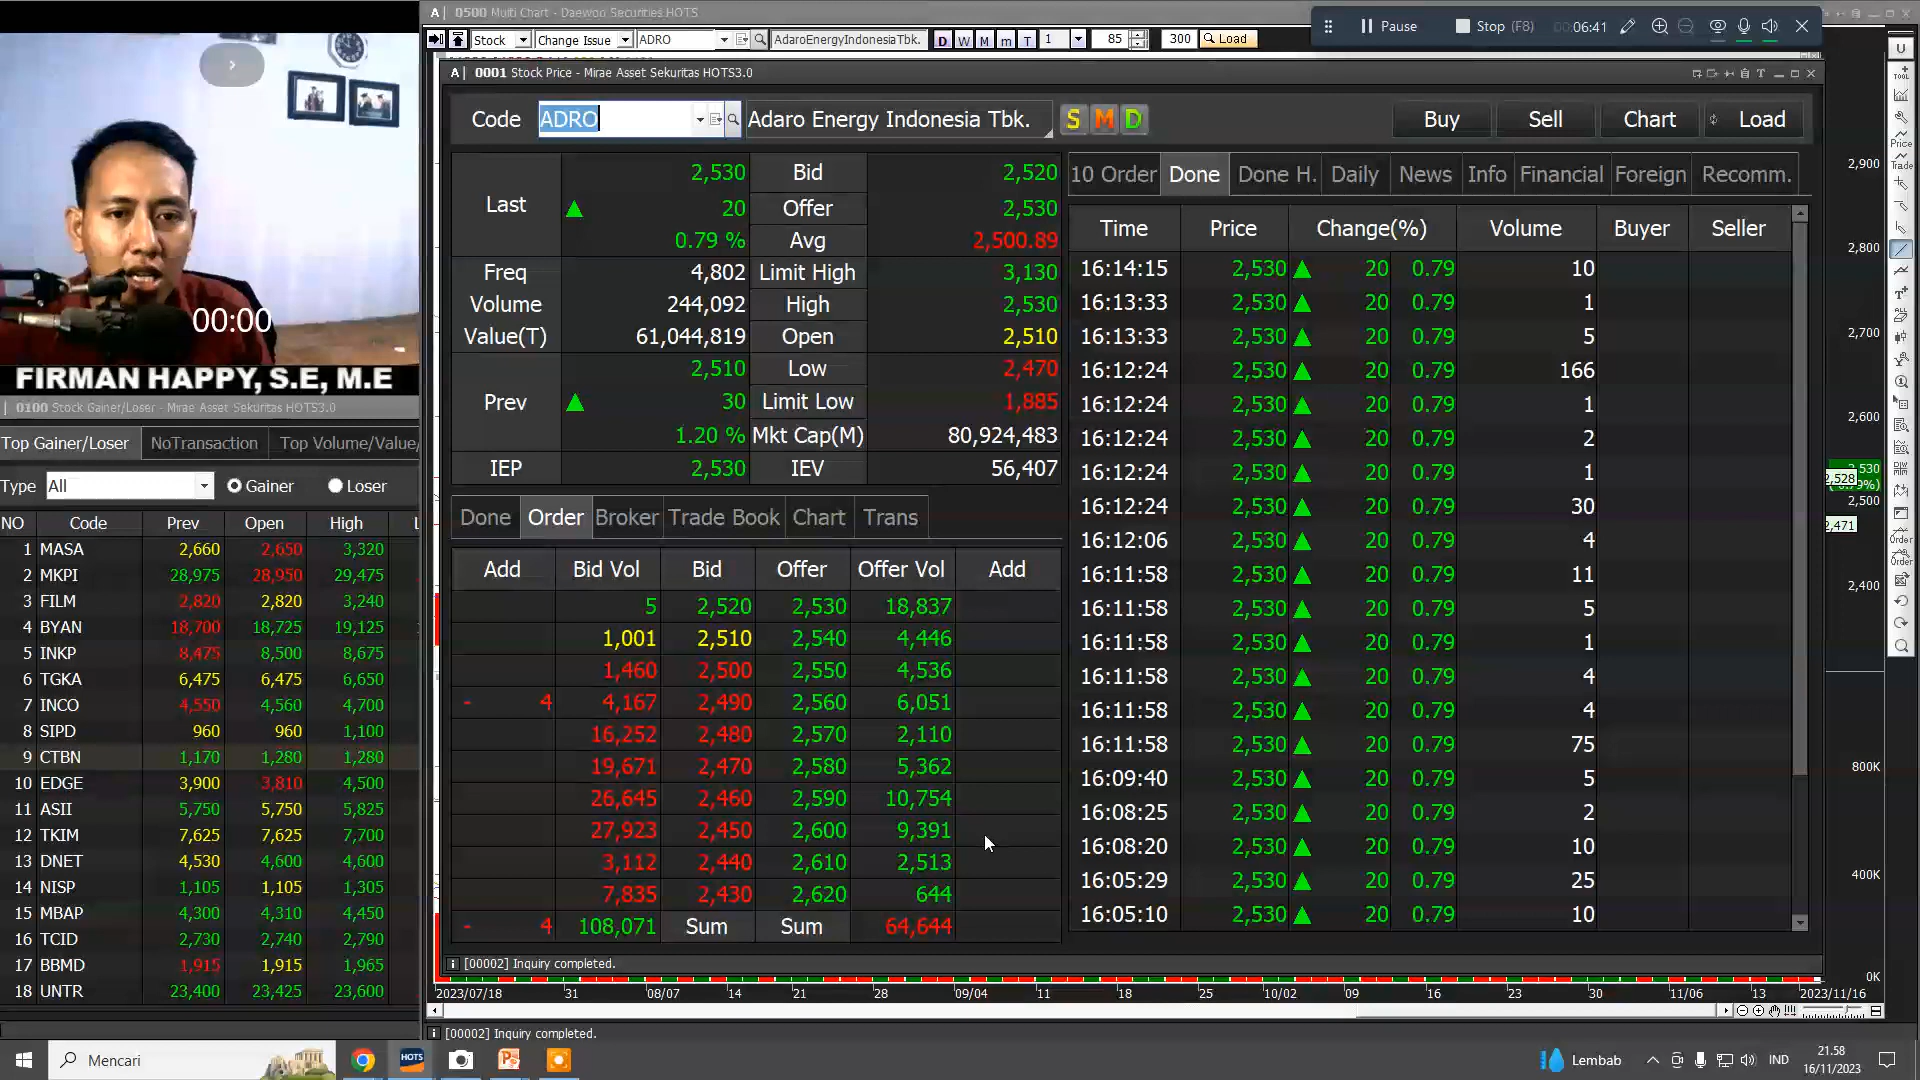 0500 Multi Chart - Daewoo Securities HOTS
Stock Change Issue ADRO AdaroEnergyIndonesiaTbk. D W M m T 1 85 300 Load
Pause Stop (F8) 00:06:41
0001 Stock Price - Mirae Asset Sekuritas HOTS3.0
Code ADRO Adaro Energy Indonesia Tbk. S M D Buy Sell Chart Load
Last 2,530 Bid 2,520
▲ 20 Offer 2,530
0.79 % Avg 2,500.89
Freq 4,802 Limit High 3,130
Volume 244,092 High 2,530
Value(T) 61,044,819 Open 2,510
Prev 2,510 Low 2,470
▲ 30 Limit Low 1,885
1.20 % Mkt Cap(M) 80,924,483
IEP 2,530 IEV 56,407
Done Order Broker Trade Book Chart Trans
Add Bid Vol Bid Offer Offer Vol Add
5 2,520 2,530 18,837
1,001 2,510 2,540 4,446
1,460 2,500 2,550 4,536
- 4 4,167 2,490 2,560 6,051
16,252 2,480 2,570 2,110
19,671 2,470 2,580 5,362
26,645 2,460 2,590 10,754
27,923 2,450 2,600 9,391
3,112 2,440 2,610 2,513
7,835 2,430 2,620 644
- 4 108,071 Sum Sum 64,644
10 Order Done Done H. Daily News Info Financial Foreign Recomm.
Time Price Change(%) Volume Buyer Seller
16:14:15 2,530 ▲ 20 0.79 10
16:13:33 2,530 ▲ 20 0.79 1
16:13:33 2,530 ▲ 20 0.79 5
16:12:24 2,530 ▲ 20 0.79 166
16:12:24 2,530 ▲ 20 0.79 1
16:12:24 2,530 ▲ 20 0.79 2
16:12:24 2,530 ▲ 20 0.79 1
16:12:24 2,530 ▲ 20 0.79 30
16:12:06 2,530 ▲ 20 0.79 4
16:11:58 2,530 ▲ 20 0.79 11
16:11:58 2,530 ▲ 20 0.79 5
16:11:58 2,530 ▲ 20 0.79 1
16:11:58 2,530 ▲ 20 0.79 4
16:11:58 2,530 ▲ 20 0.79 4
16:11:58 2,530 ▲ 20 0.79 75
16:09:40 2,530 ▲ 20 0.79 5
16:08:25 2,530 ▲ 20 0.79 2
16:08:20 2,530 ▲ 20 0.79 10
16:05:29 2,530 ▲ 20 0.79 25
16:05:10 2,530 ▲ 20 0.79 10
[00002] Inquiry completed.
2023/07/18 31 08/07 14 21 28 09/04 11 18 25 10/02 09 16 23 30 11/06 13 2023/11/16
[00002] Inquiry completed.
00:00
FIRMAN HAPPY, S.E, M.E
0100 Stock Gainer/Loser - Mirae Asset Sekuritas HOTS3.0
Top Gainer/Loser NoTransaction Top Volume/Value/
Type All Gainer Loser
NO Code Prev Open High L
1 MASA 2,660 2,650 3,320
2 MKPI 28,975 28,950 29,475
3 FILM 2,820 2,820 3,240
4 BYAN 18,700 18,725 19,125
5 INKP 8,475 8,500 8,675
6 TGKA 6,475 6,475 6,650
7 INCO 4,550 4,560 4,700
8 SIPD 960 960 1,100
9 CTBN 1,170 1,280 1,280
10 EDGE 3,900 3,810 4,500
11 ASII 5,750 5,750 5,825
12 TKIM 7,625 7,625 7,700
13 DNET 4,530 4,600 4,600
14 NISP 1,105 1,105 1,305
15 MBAP 4,300 4,310 4,450
16 TCID 2,730 2,740 2,790
17 BBMD 1,915 1,915 1,965
18 UNTR 23,400 23,425 23,600
2,900
2,800
2,700
2,600
2,528
2,500
2,471
2,400
800K
400K
0K
U
TOOL
Price
Trade
Order
Order
Mencari
HOTS
Lembab IND 21.58
16/11/2023